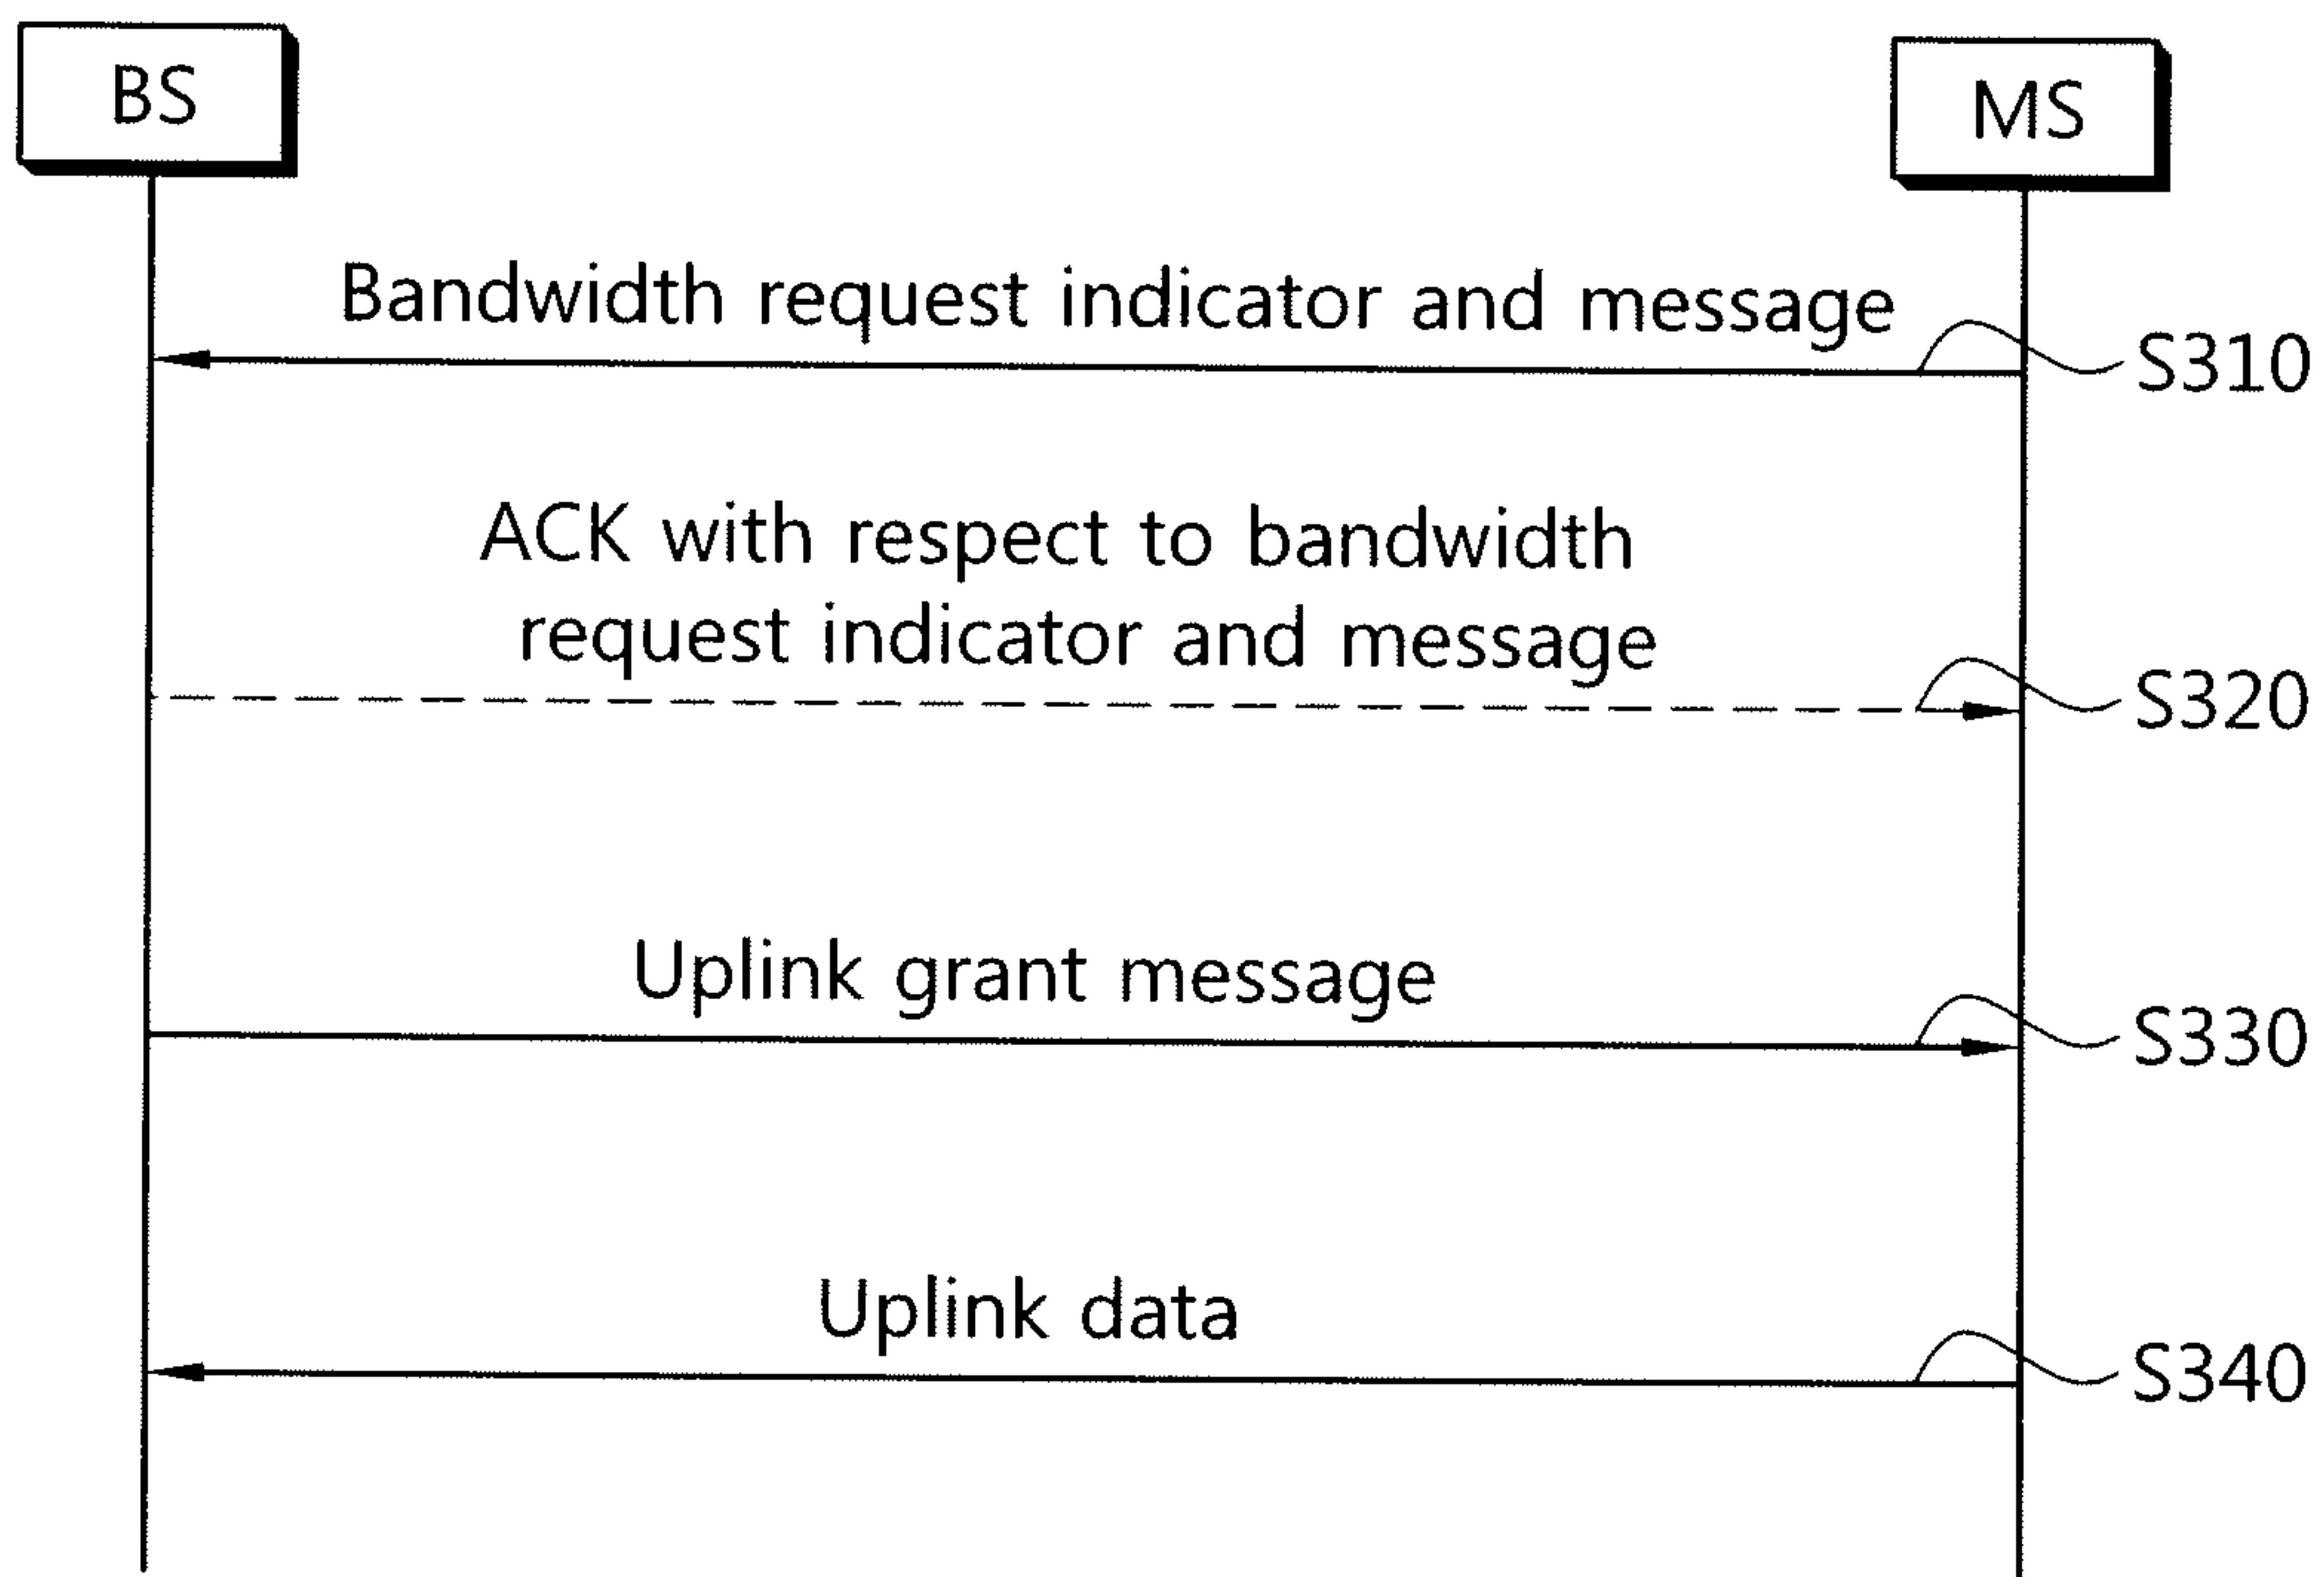 BS
MS
Bandwidth request indicator and message
S310
ACK with respect to bandwidth
request indicator and message
S320
Uplink grant message
S330
Uplink data
S340